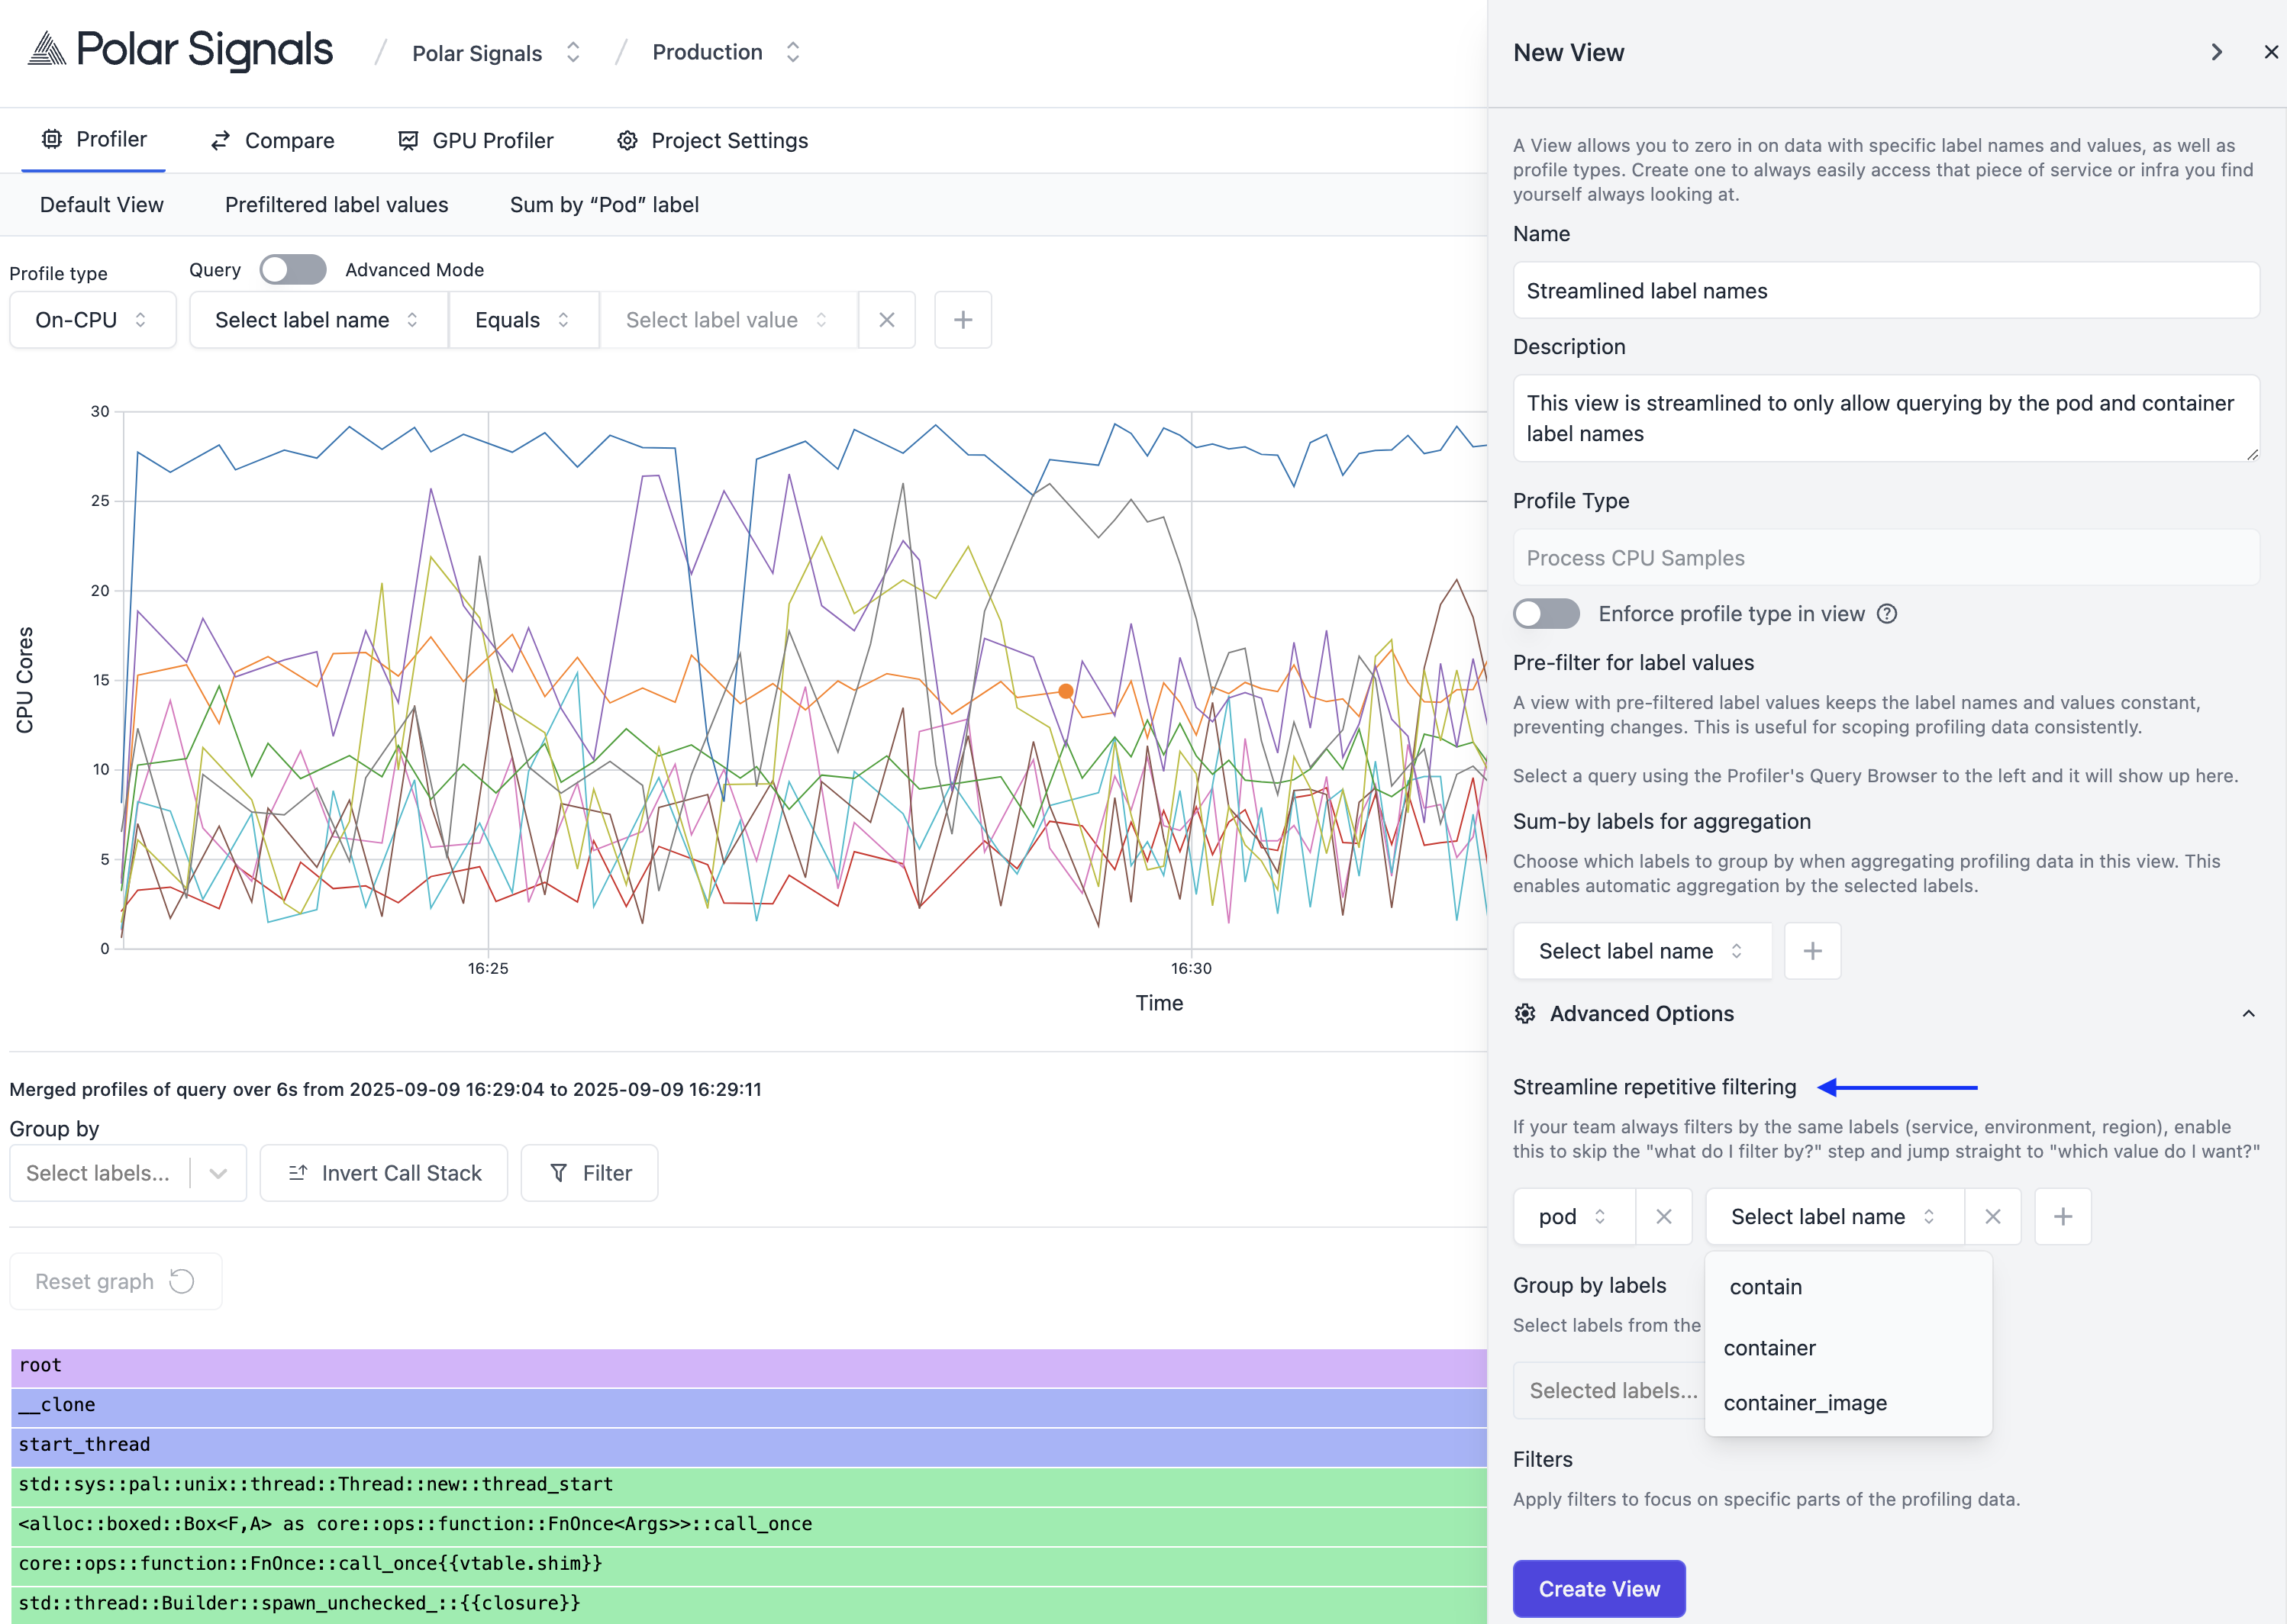 Polar Signals / Polar Signals / Production
Profiler Compare GPU Profiler Project Settings
Default View Prefiltered label values Sum by “Pod” label
Profile type
Query Advanced Mode
On-CPU Select label name Equals Select label value
30
25
20
15
10
5
0
CPU Cores
16:25 16:30
Time
Merged profiles of query over 6s from 2025-09-09 16:29:04 to 2025-09-09 16:29:11
Group by
Select labels... Invert Call Stack Filter
Reset graph
root
__clone
start_thread
std::sys::pal::unix::thread::Thread::new::thread_start
<alloc::boxed::Box<F,A> as core::ops::function::FnOnce<Args>>::call_once
core::ops::function::FnOnce::call_once{{vtable.shim}}
std::thread::Builder::spawn_unchecked_::{{closure}}
New View
A View allows you to zero in on data with specific label names and values, as well as
profile types. Create one to always easily access that piece of service or infra you find
yourself always looking at.
Name
Streamlined label names
Description
This view is streamlined to only allow querying by the pod and container
label names
Profile Type
Process CPU Samples
Enforce profile type in view
Pre-filter for label values
A view with pre-filtered label values keeps the label names and values constant,
preventing changes. This is useful for scoping profiling data consistently.
Select a query using the Profiler's Query Browser to the left and it will show up here.
Sum-by labels for aggregation
Choose which labels to group by when aggregating profiling data in this view. This
enables automatic aggregation by the selected labels.
Select label name
Advanced Options
Streamline repetitive filtering
If your team always filters by the same labels (service, environment, region), enable
this to skip the "what do I filter by?" step and jump straight to "which value do I want?"
pod Select label name
contain
container
container_image
Group by labels
Select labels from the
Selected labels...
Filters
Apply filters to focus on specific parts of the profiling data.
Create View